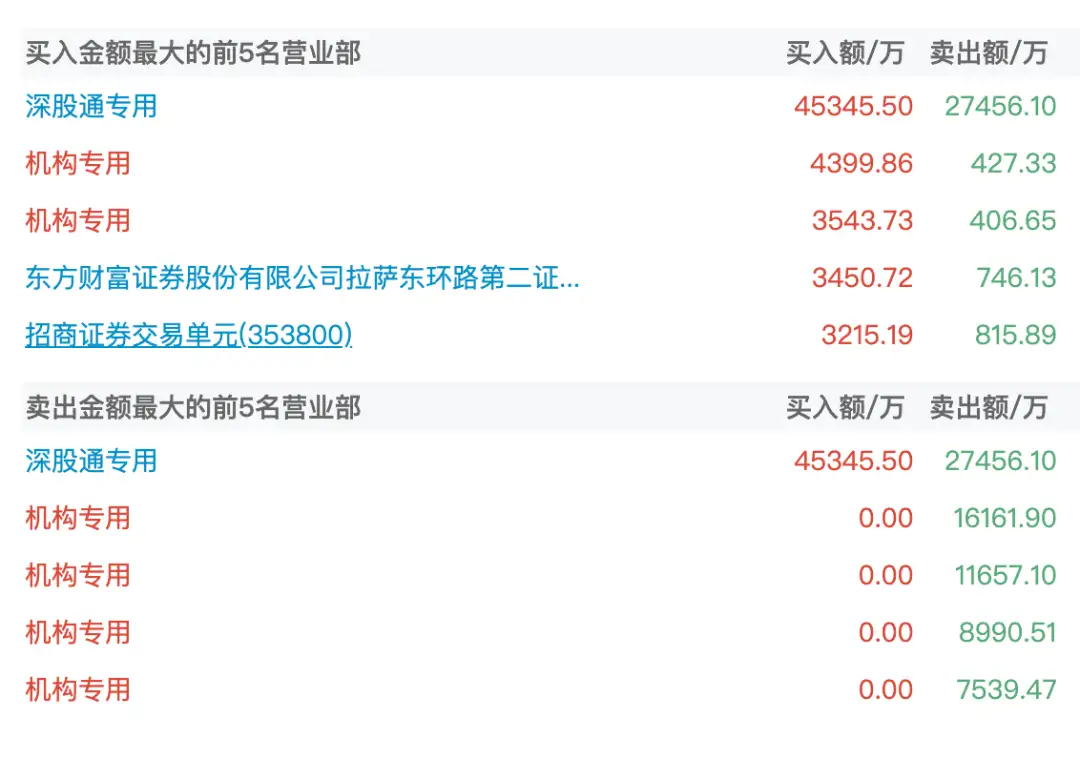 买入金额最大的前5名营业部 买入额/万 卖出额/万
深股通专用 45345.50 27456.10
机构专用 4399.86 427.33
机构专用 3543.73 406.65
东方财富证券股份有限公司拉萨东环路第二证... 3450.72 746.13
招商证券交易单元(353800) 3215.19 815.89
卖出金额最大的前5名营业部 买入额/万 卖出额/万
深股通专用 45345.50 27456.10
机构专用 0.00 16161.90
机构专用 0.00 11657.10
机构专用 0.00 8990.51
机构专用 0.00 7539.47